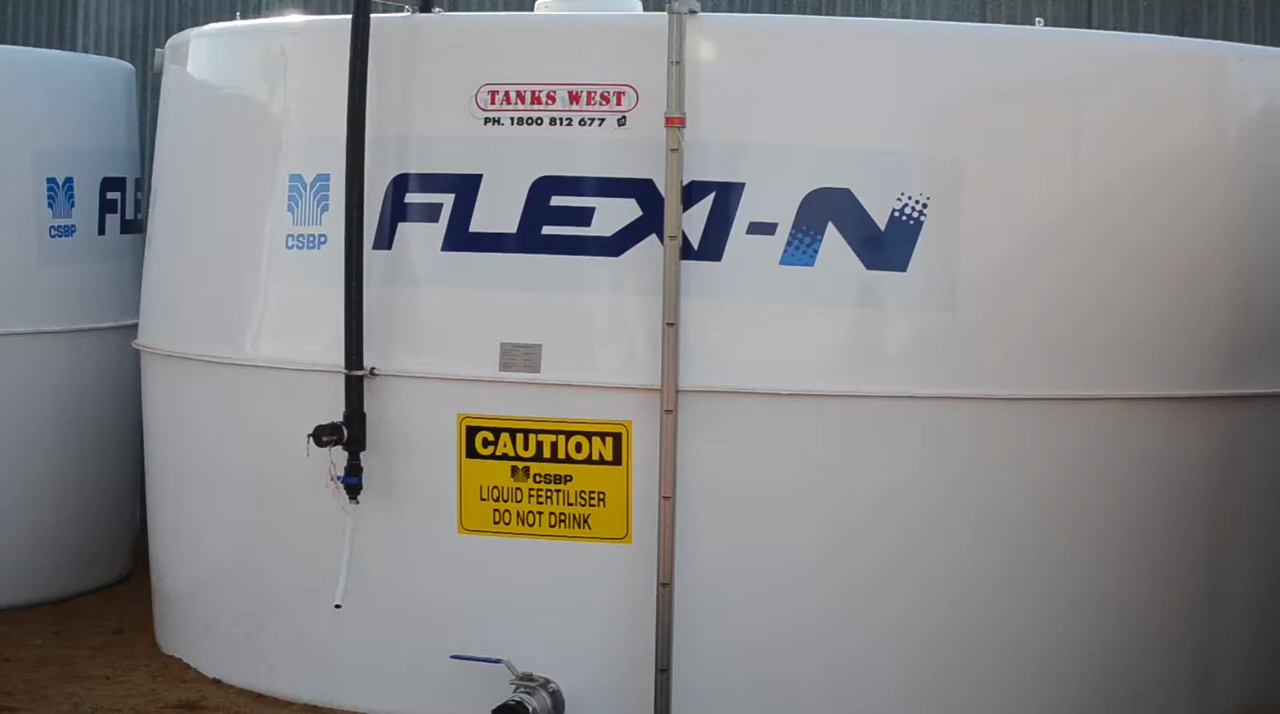 TANKS WEST
PH. 1800 812 677
CSBP
FLEXI-N
CSBP
FLE
CAUTION
CSBP
LIQUID FERTILISER
DO NOT DRINK